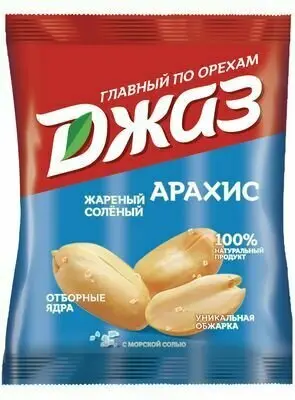 ГЛАВНЫЙ ПО ОРЕХАМ
Джаз
ЖАРЕНЫЙ
СОЛЁНЫЙ
АРАХИС
100%
НАТУРАЛЬНЫЙ
ПРОДУКТ
ОТБОРНЫЕ
ЯДРА
УНИКАЛЬНАЯ
ОБЖАРКА
С МОРСКОЙ СОЛЬЮ